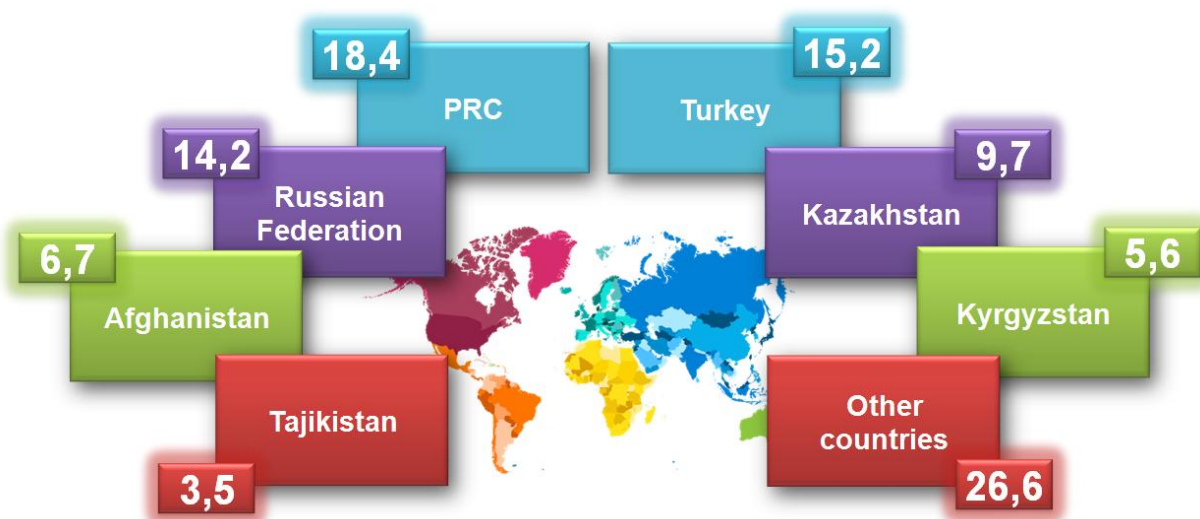 18,4
PRC
15,2
Turkey
14,2
Russian
Federation
9,7
Kazakhstan
6,7
Afghanistan
5,6
Kyrgyzstan
Tajikistan
3,5
Other
countries
26,6